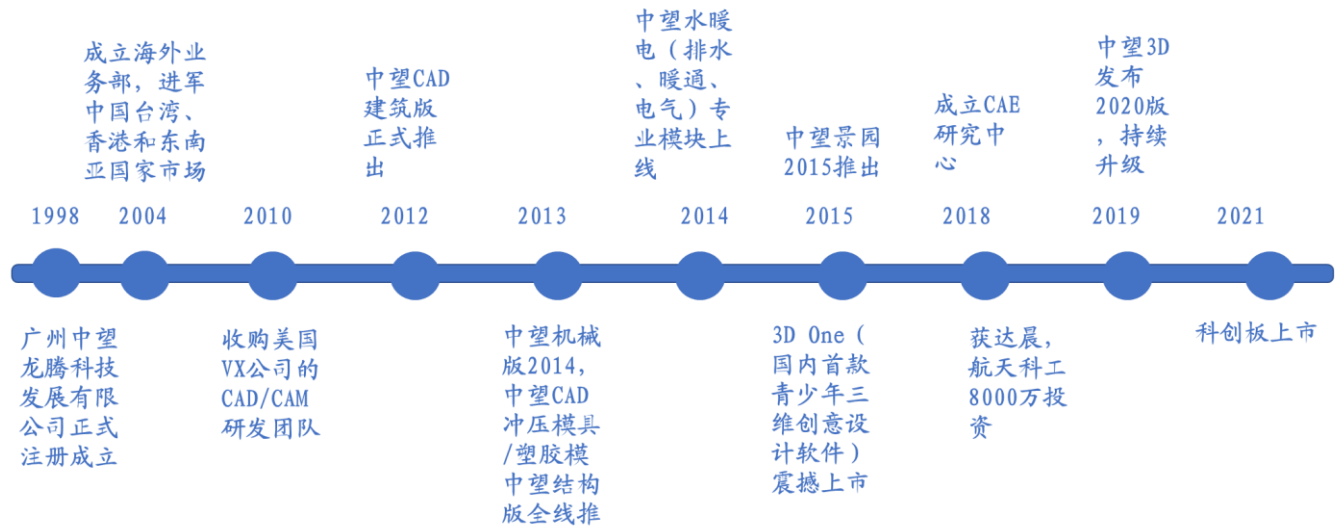 成立海外业
务部，进军
中国台湾、
香港和东南
亚国家市场
中望CAD
建筑版
正式推
出
中望水暖
电（排水
、暖通、
电气）专
业模块上
线
中望景园
2015推出
成立CAE
研究中
心
中望3D
发布
2020版
，持续
升级
1998
2004
2010
2012
2013
2014
2015
2018
2019
2021
广州中望
龙腾科技
发展有限
公司正式
注册成立
收购美国
VX公司的
CAD/CAM
研发团队
中望机械
版2014，
中望CAD
冲压模具
/塑胶模
中望结构
版全线推
3D One（
国内首款
青少年三
维创意设
计软件）
震撼上市
获达晨，
航天科工
8000万投
资
科创板上市